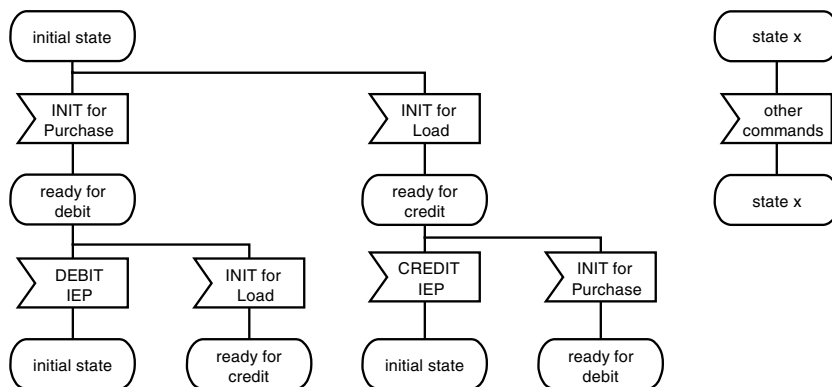 initial state
state x
INIT for
Purchase
INIT for
Load
other
commands
ready for
debit
ready for
credit
state x
DEBIT
IEP
INIT for
Load
CREDIT
IEP
INIT for
Purchase
initial state
ready for
credit
initial state
ready for
debit